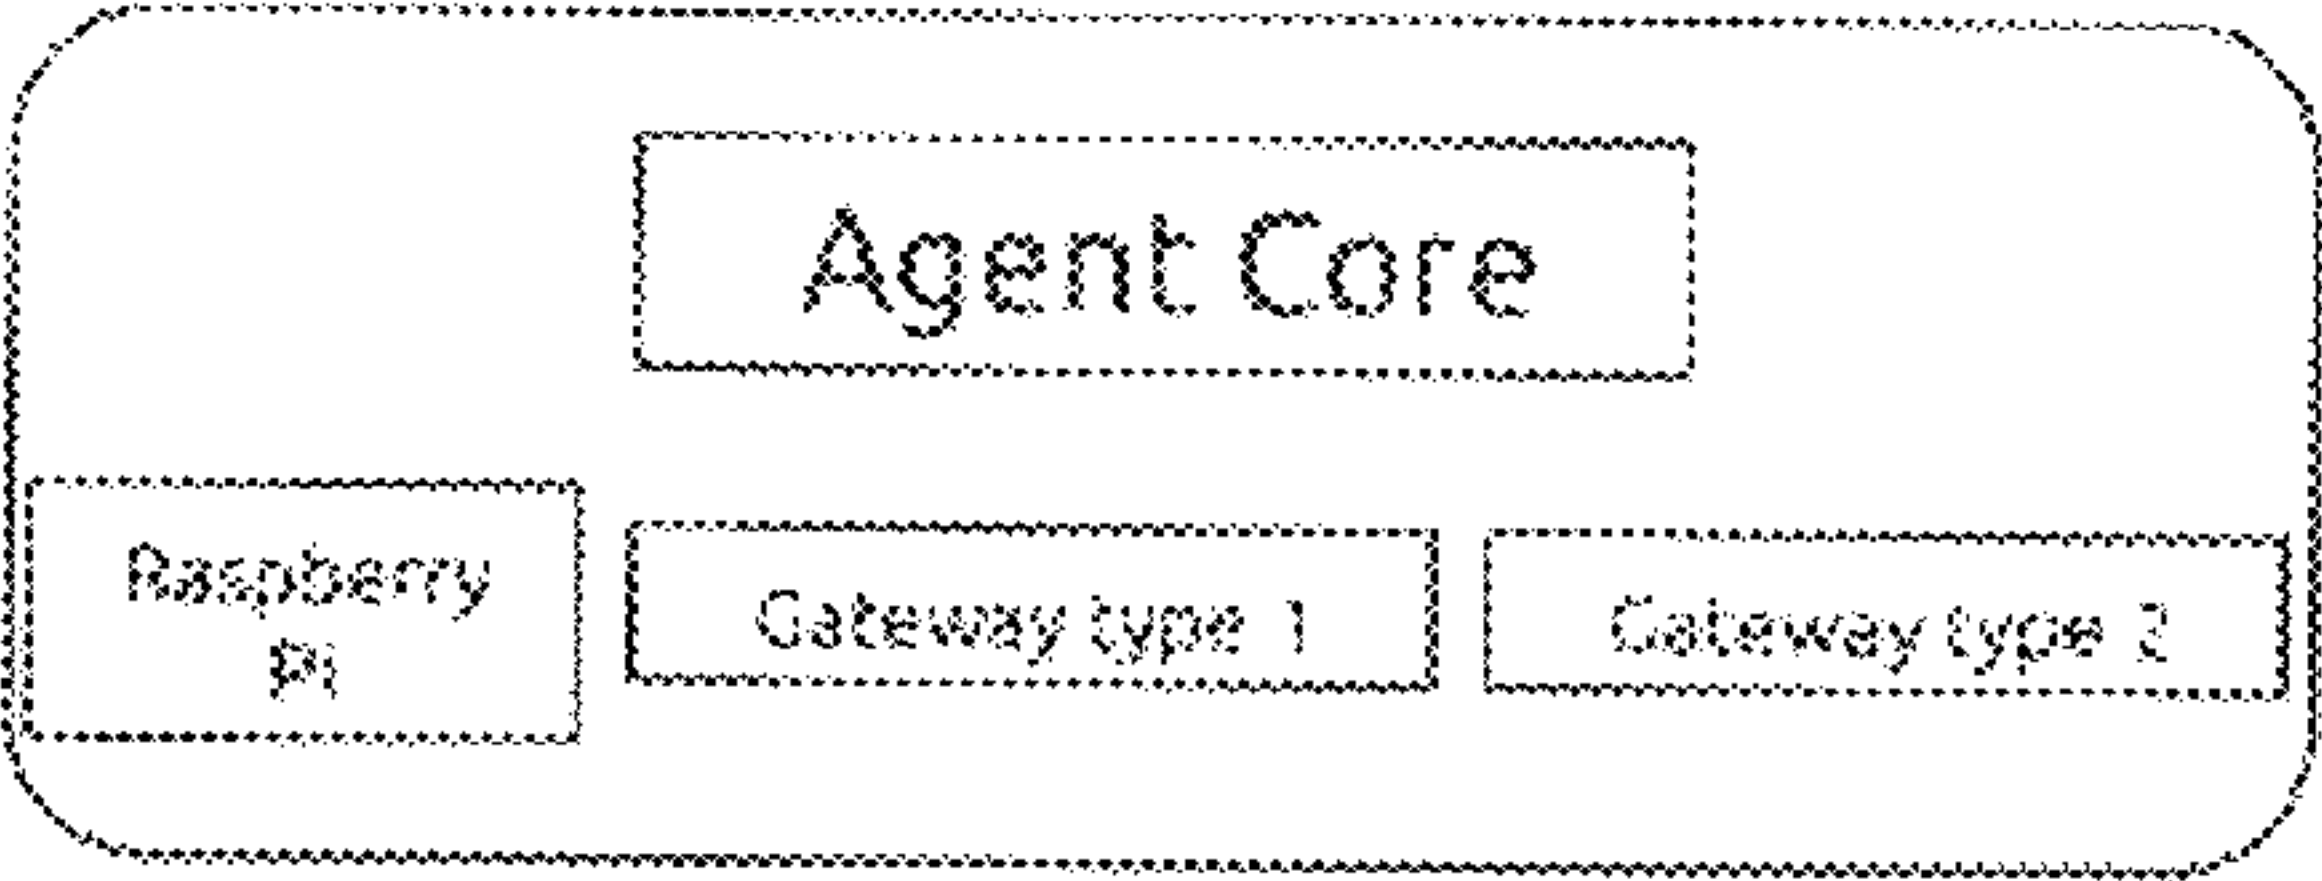 Agent Core
Raspberry
Pi
Gateway type 1
Gateway type 2